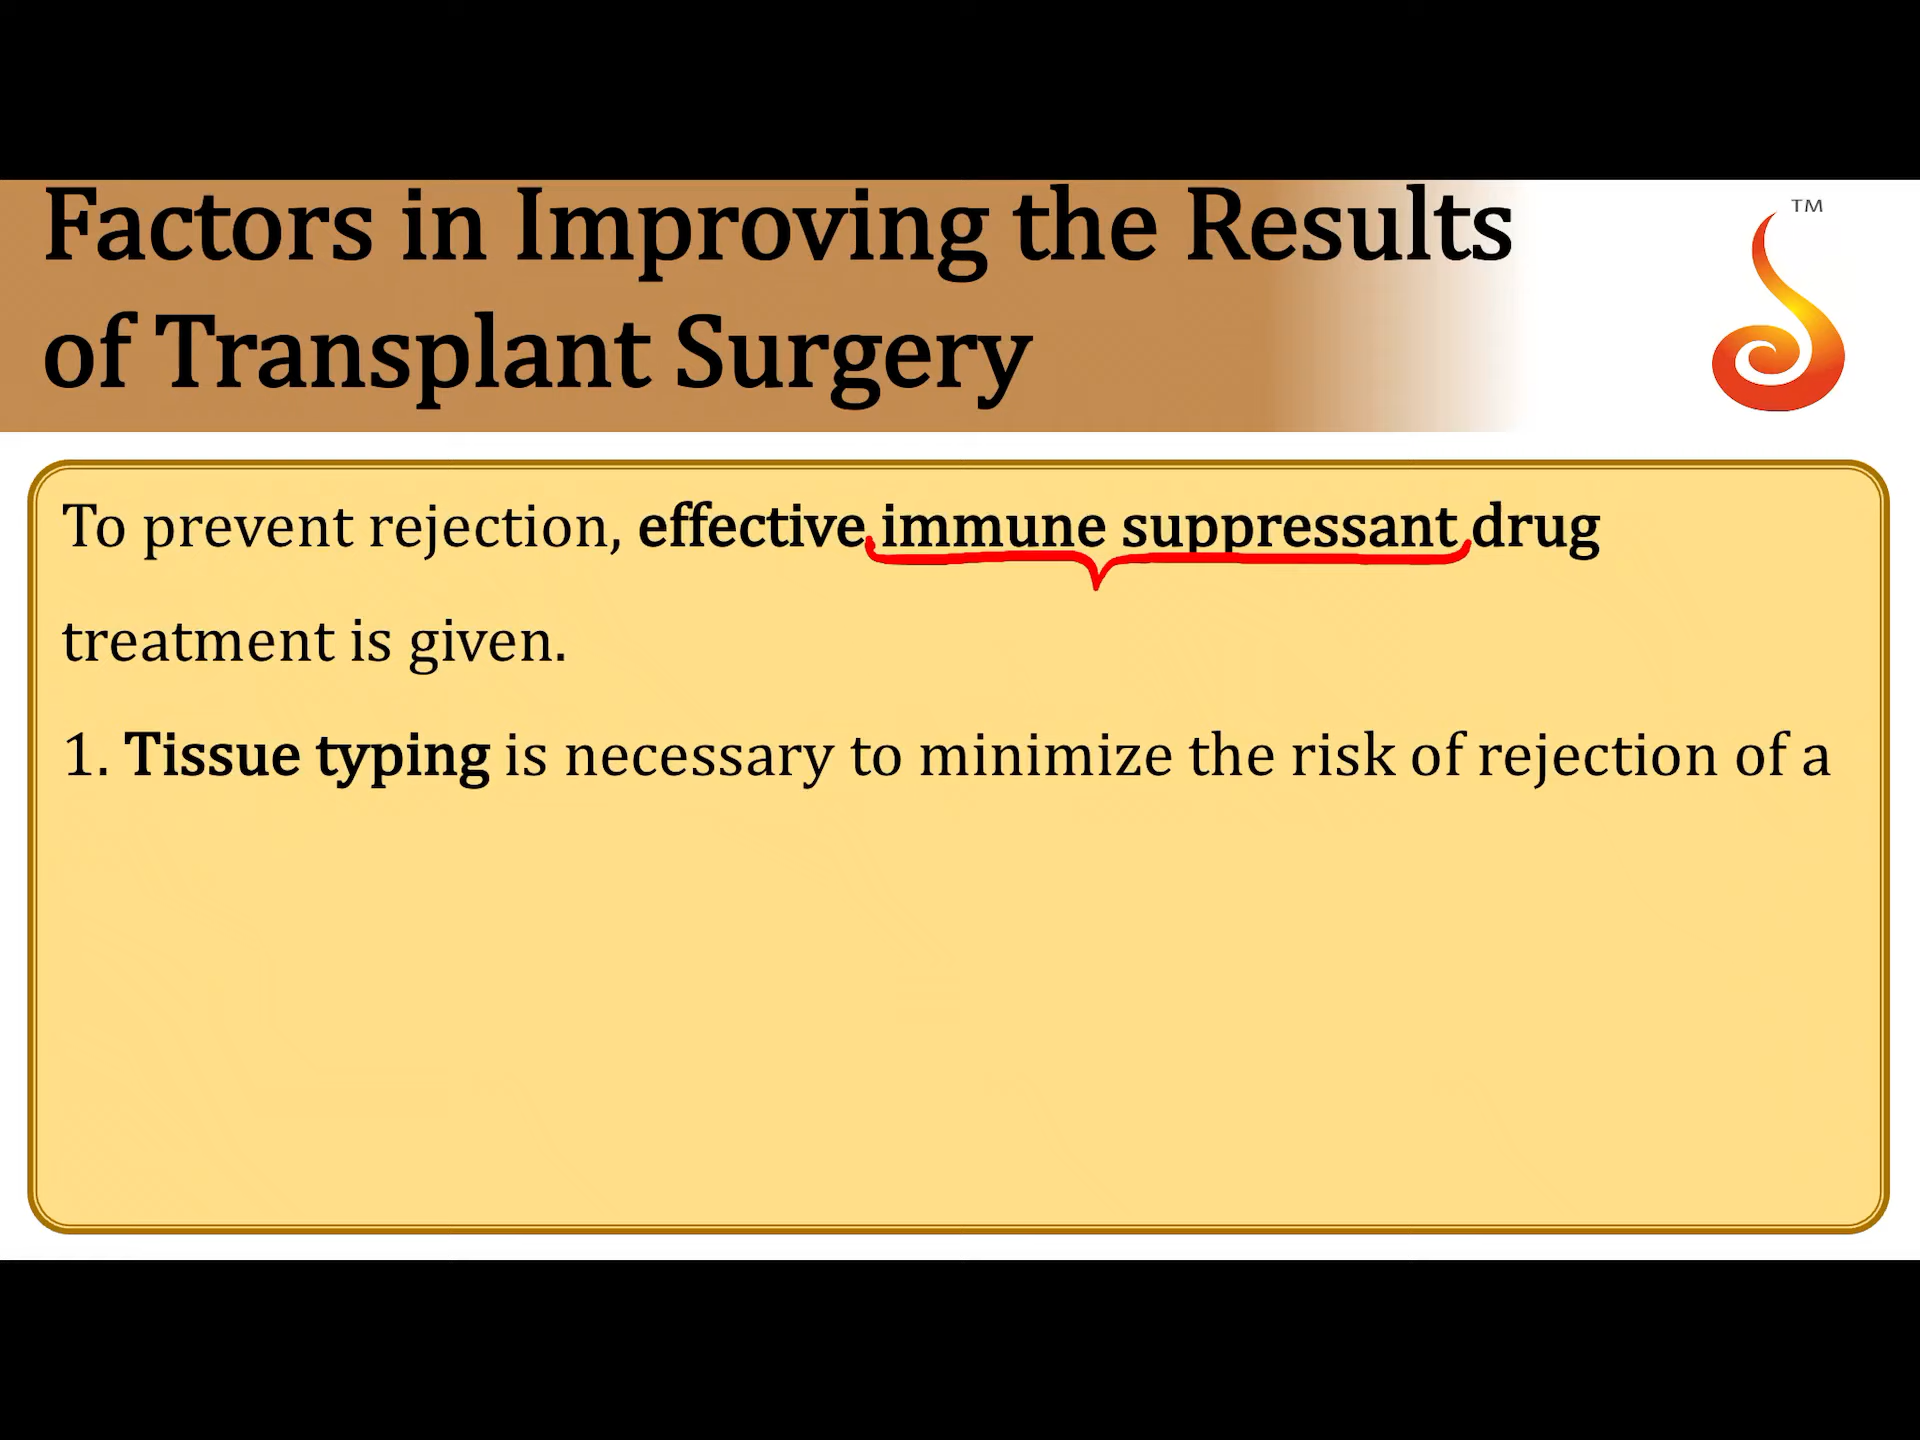 Factors in Improving the Results
of Transplant Surgery
TM
To prevent rejection, effective immune suppressant drug
treatment is given.
1. Tissue typing is necessary to minimize the risk of rejection of a